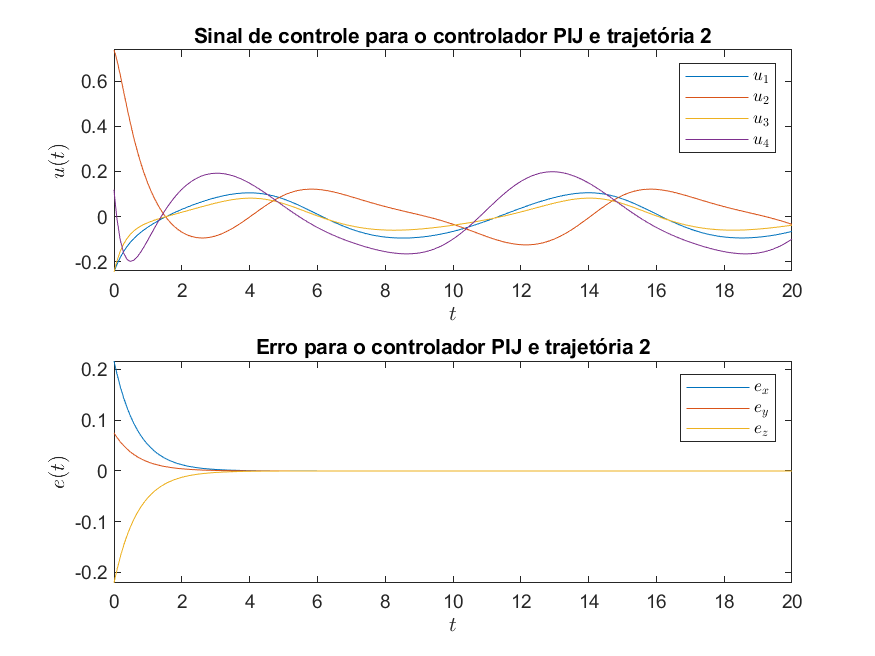 Sinal de controle para o controlador PIJ e trajetória 2
u(t)
0.6
0.4
0.2
0
-0.2
u₁
u₂
u₃
u₄
0 2 4 6 8 10 12 14 16 18 20
t
Erro para o controlador PIJ e trajetória 2
e(t)
0.2
0.1
0
-0.1
-0.2
eₓ
e_y
e_z
0 2 4 6 8 10 12 14 16 18 20
t